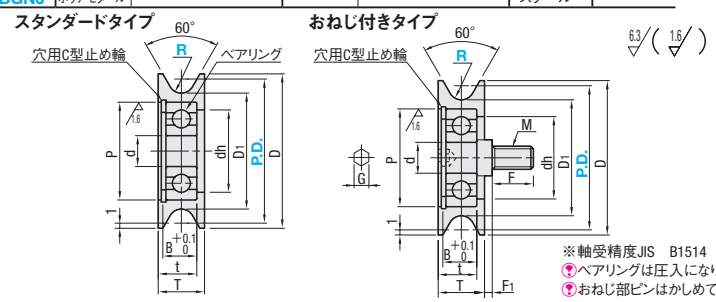 スタンダードタイプ
おねじ付きタイプ
6.3 ( 1.6 )
60°
R
穴用C型止め輪
ベアリング
1.6
P
d
dh
D1
P.D.
D
1
B +0.1 0
t
T
60°
R
穴用C型止め輪
1.6
M
G
P
d
F
dh
D1
P.D.
D
1
B +0.1 0
t
T
F1
※軸受精度JIS B1514
ベアリングは圧入にな
おねじ部ピンはかしめて